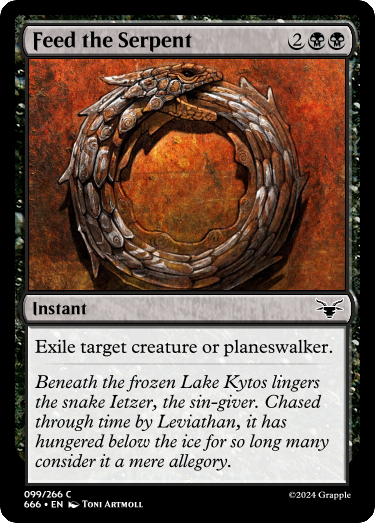 Feed the Serpent 2
Instant
Exile target creature or planeswalker.
Beneath the frozen Lake Kytos lingers
the snake Ietzer, the sin-giver. Chased
through time by Leviathan, it has
hungered below the ice for so long many
consider it a mere allegory.
099/266 C
666 • EN Toni Artmoll
©2024 Grapple